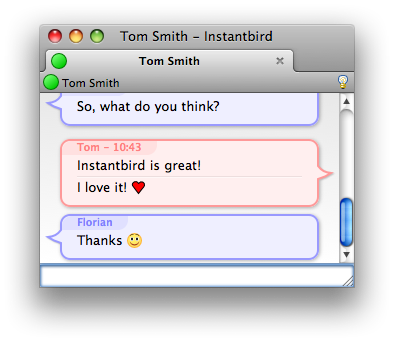 Tom Smith – Instantbird
Tom Smith
Tom Smith
So, what do you think?
Tom – 10:43
Instantbird is great!
I love it! ♥
Florian
Thanks 🙂